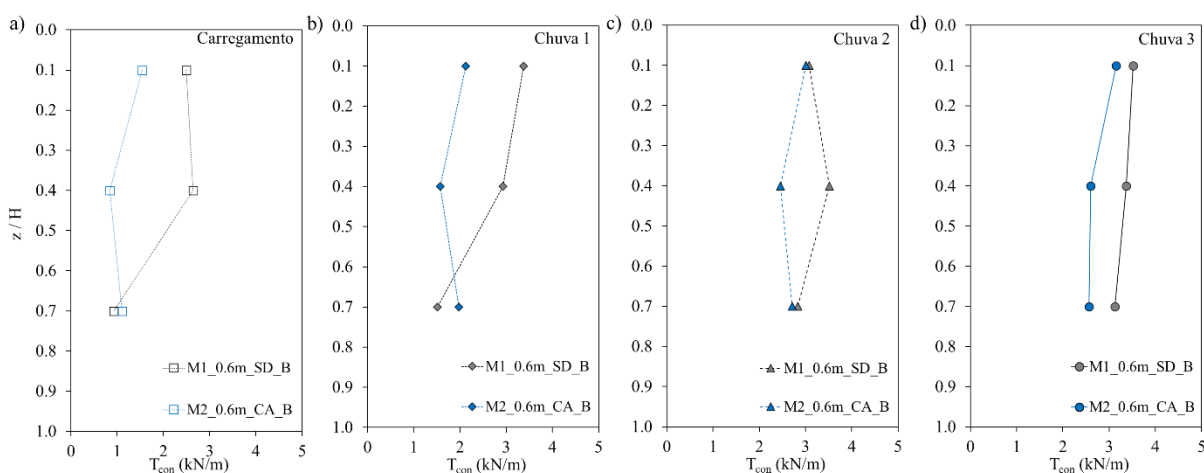 a)
Carregamento
0.0
0.1
0.2
0.3
0.4
0.5
0.6
0.7
0.8
0.9
1.0
z / H
M1_0.6m_SD_B
M2_0.6m_CA_B
0 1 2 3 4 5
Tcon (kN/m)
b)
Chuva 1
0.0
0.1
0.2
0.3
0.4
0.5
0.6
0.7
0.8
0.9
1.0
M1_0.6m_SD_B
M2_0.6m_CA_B
0 1 2 3 4 5
Tcon (kN/m)
c)
Chuva 2
0.0
0.1
0.2
0.3
0.4
0.5
0.6
0.7
0.8
0.9
1.0
M1_0.6m_SD_B
M2_0.6m_CA_B
0 1 2 3 4 5
Tcon (kN/m)
d)
Chuva 3
0.0
0.1
0.2
0.3
0.4
0.5
0.6
0.7
0.8
0.9
1.0
M1_0.6m_SD_B
M2_0.6m_CA_B
0 1 2 3 4 5
Tcon (kN/m)